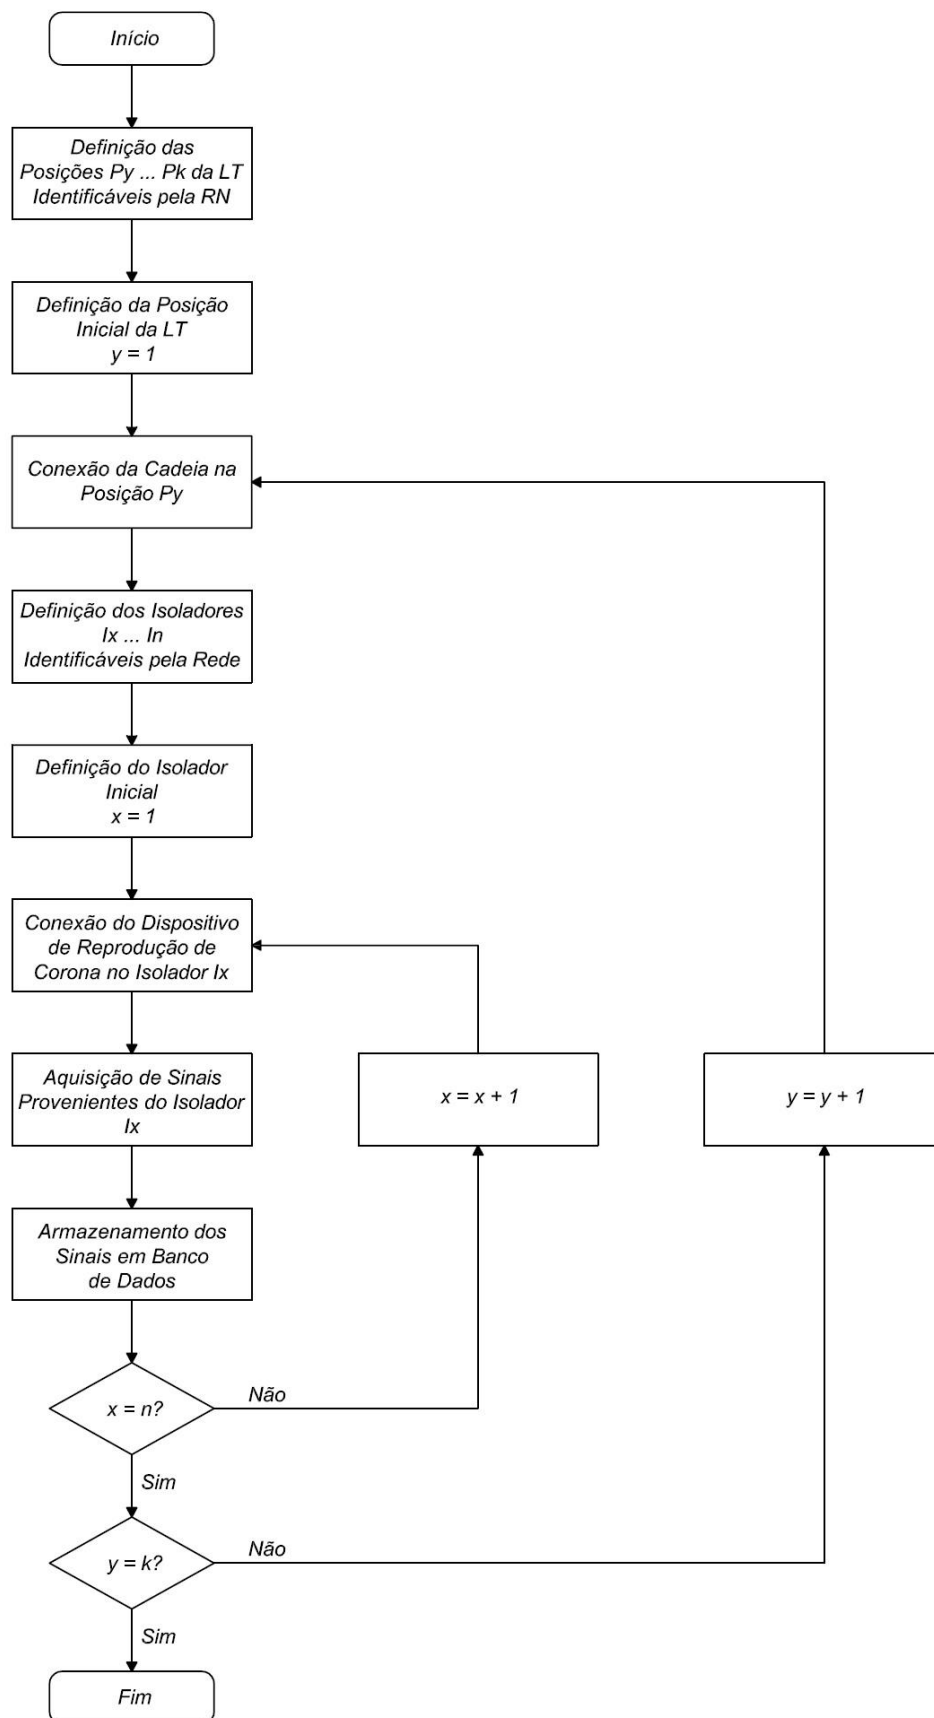 Início
Definição das
Posições Py ... Pk da LT
Identificáveis pela RN
Definição da Posição
Inicial da LT
y = 1
Conexão da Cadeia na
Posição Py
Definição dos Isoladores
Ix ... In
Identificáveis pela Rede
Definição do Isolador
Inicial
x = 1
Conexão do Dispositivo
de Reprodução de
Corona no Isolador Ix
Aquisição de Sinais
Provenientes do Isolador
Ix
x = x + 1
y = y + 1
Armazenamento dos
Sinais em Banco
de Dados
x = n?
Não
Sim
y = k?
Não
Sim
Fim